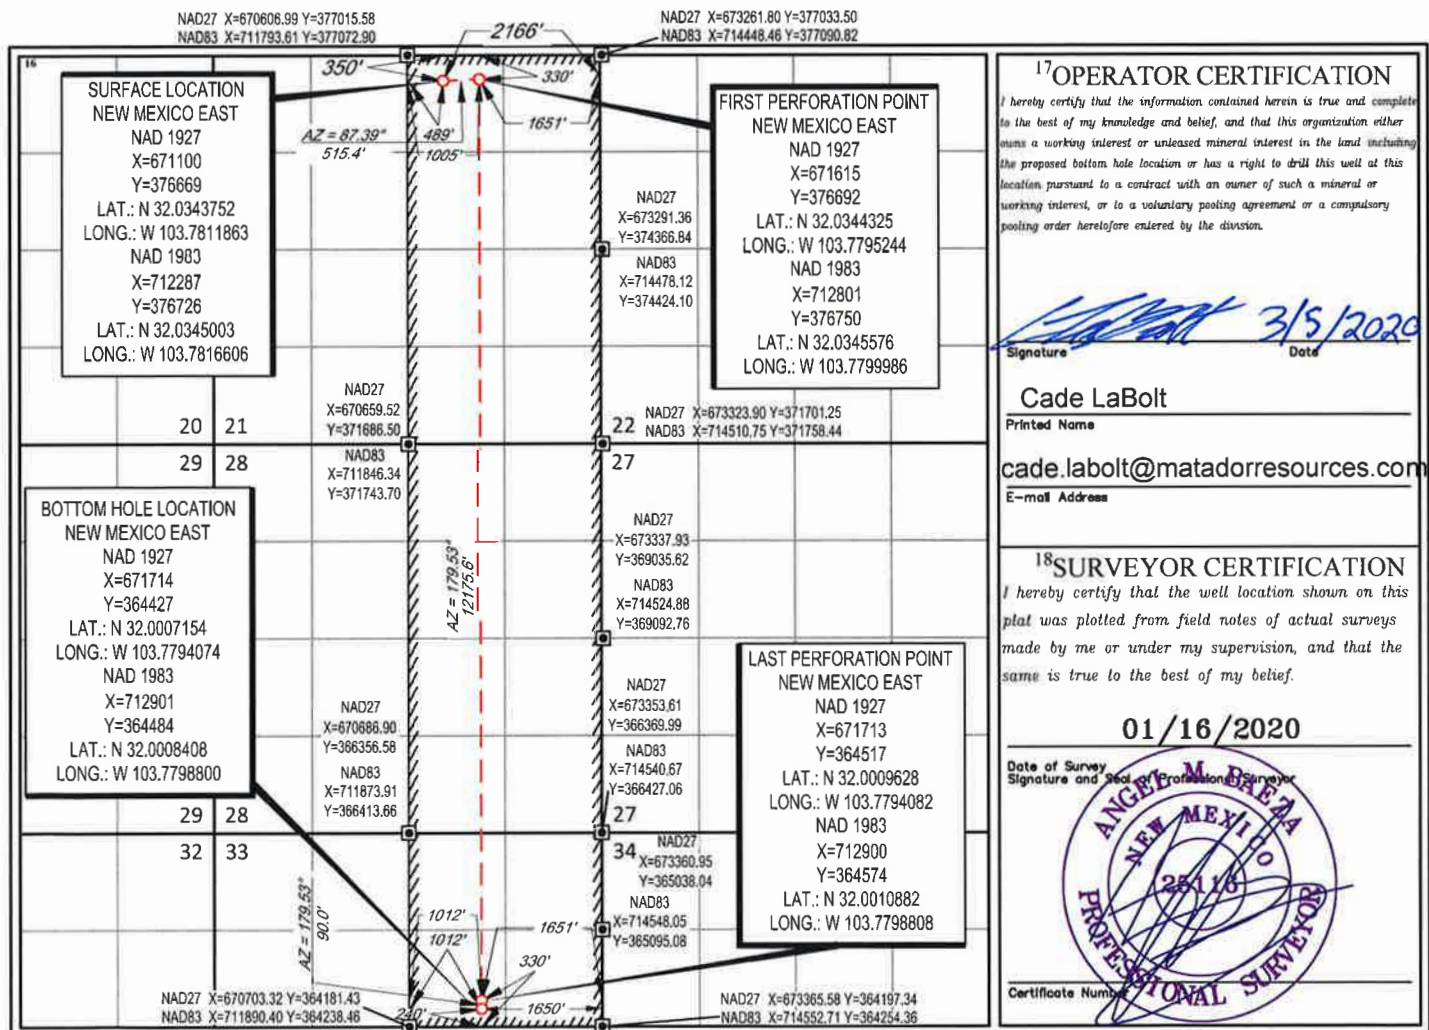 NAD27 X=670606.99 Y=377015.58
NAD83 X=711793.61 Y=377072.90
NAD27 X=673261.80 Y=377033.50
NAD83 X=714448.46 Y=377090.82
2166'
350'
330'
489'
1651'
AZ = 87.39°
515.4'
1005'
16
SURFACE LOCATION
NEW MEXICO EAST
NAD 1927
X=671100
Y=376669
LAT.: N 32.0343752
LONG.: W 103.7811863
NAD 1983
X=712287
Y=376726
LAT.: N 32.0345003
LONG.: W 103.7816606
FIRST PERFORATION POINT
NEW MEXICO EAST
NAD 1927
X=671615
Y=376692
LAT.: N 32.0344325
LONG.: W 103.7795244
NAD 1983
X=712801
Y=376750
LAT.: N 32.0345576
LONG.: W 103.7799986
NAD27
X=673291.36
Y=374366.84
NAD83
X=714478.12
Y=374424.10
NAD27
X=670659.52
Y=371686.50
NAD83
X=711846.34
Y=371743.70
NAD27 X=673323.90 Y=371701.25
NAD83 X=714510.75 Y=371758.44
20 21
29 28
22
27
BOTTOM HOLE LOCATION
NEW MEXICO EAST
NAD 1927
X=671714
Y=364427
LAT.: N 32.0007154
LONG.: W 103.7794074
NAD 1983
X=712901
Y=364484
LAT.: N 32.0008408
LONG.: W 103.7798800
AZ = 179.53°
12175.6'
NAD27
X=673337.93
Y=369035.62
NAD83
X=714524.88
Y=369092.76
NAD27
X=670686.90
Y=366356.58
NAD83
X=711873.91
Y=366413.66
NAD27
X=673353.61
Y=366369.99
NAD83
X=714540.67
Y=366427.06
LAST PERFORATION POINT
NEW MEXICO EAST
NAD 1927
X=671713
Y=364517
LAT.: N 32.0009628
LONG.: W 103.7794082
NAD 1983
X=712900
Y=364574
LAT.: N 32.0010882
LONG.: W 103.7798808
29 28
32 33
27
34
NAD27
X=673360.95
Y=365038.04
NAD83
X=714548.05
Y=365095.08
AZ = 179.53°
90.0'
1012'
1012'
1651'
330'
240'
1650'
NAD27 X=670703.32 Y=364181.43
NAD83 X=711890.40 Y=364238.46
NAD27 X=673365.58 Y=364197.34
NAD83 X=714552.71 Y=364254.36
17 OPERATOR CERTIFICATION
I hereby certify that the information contained herein is true and complete
to the best of my knowledge and belief, and that this organization either
owns a working interest or unleased mineral interest in the land including
the proposed bottom hole location or has a right to drill this well at this
location pursuant to a contract with an owner of such a mineral or
working interest, or to a voluntary pooling agreement or a compulsory
pooling order heretofore entered by the division.
3/5/2020
Signature Date
Cade LaBolt
Printed Name
cade.labolt@matadorresources.com
E-mail Address
18 SURVEYOR CERTIFICATION
I hereby certify that the well location shown on this
plat was plotted from field notes of actual surveys
made by me or under my supervision, and that the
same is true to the best of my belief.
01/16/2020
Date of Survey
Signature and Seal of Professional Surveyor
ANGEL M. BAEZA
NEW MEXICO
25116
PROFESSIONAL SURVEYOR
Certificate Number